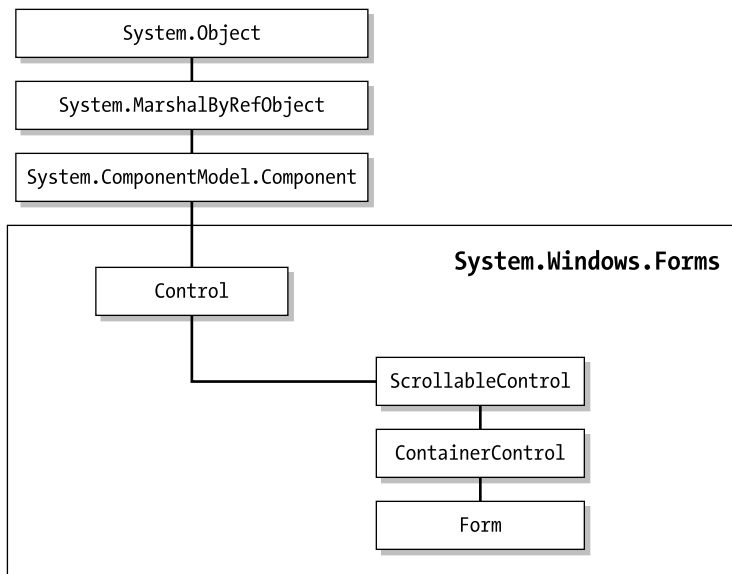 System.Object
System.MarshalByRefObject
System.ComponentModel.Component
System.Windows.Forms
Control
ScrollableControl
ContainerControl
Form